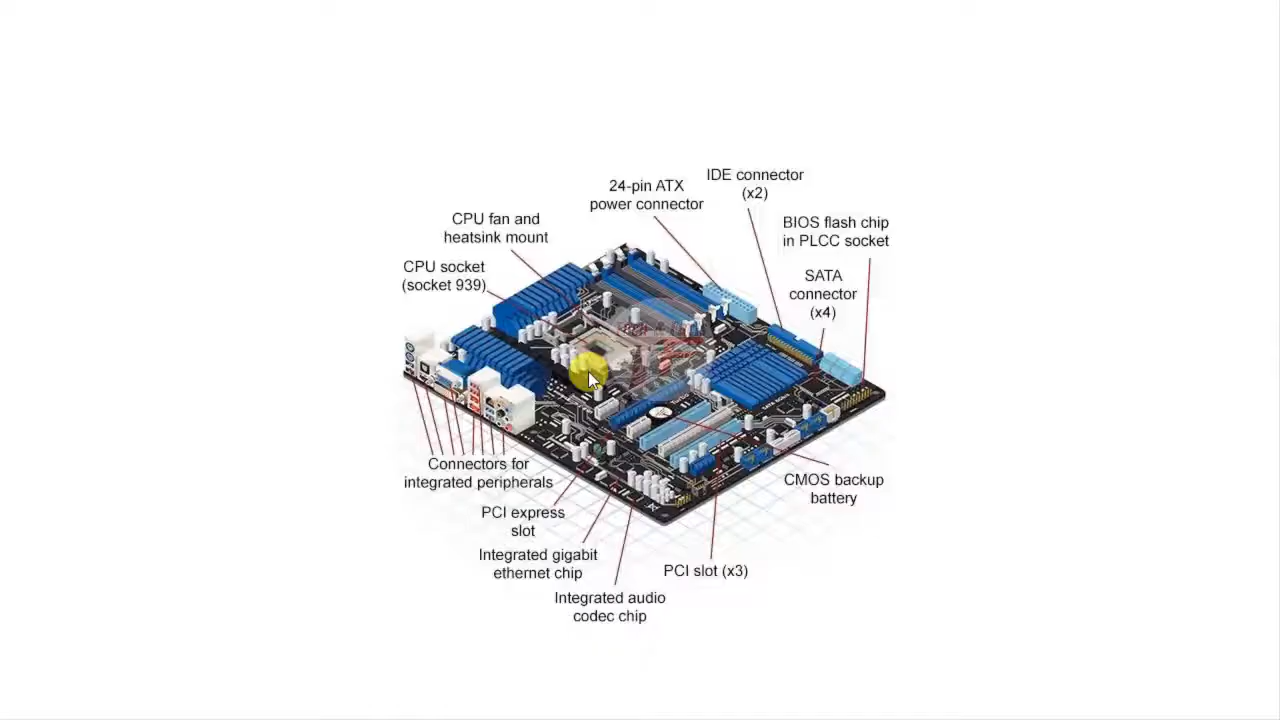 IDE connector
(x2)
24-pin ATX
power connector
CPU fan and
heatsink mount
BIOS flash chip
in PLCC socket
CPU socket
(socket 939)
SATA
connector
(x4)
Connectors for
integrated peripherals
CMOS backup
battery
PCI express
slot
Integrated gigabit
ethernet chip
PCI slot (x3)
Integrated audio
codec chip